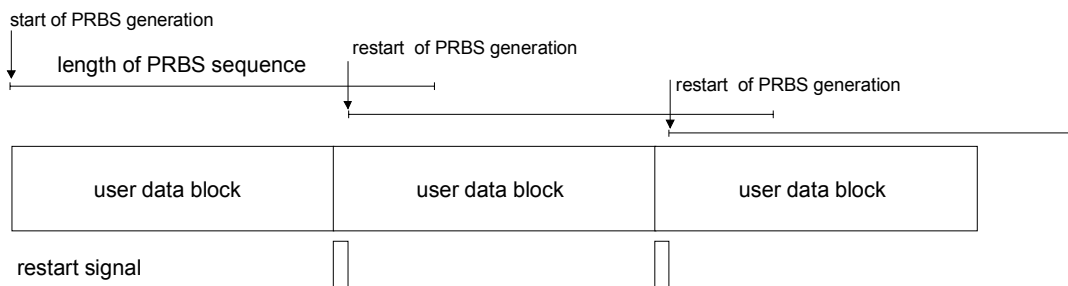 start of PRBS generation
restart of PRBS generation
length of PRBS sequence
restart of PRBS generation
user data block
user data block
user data block
restart signal